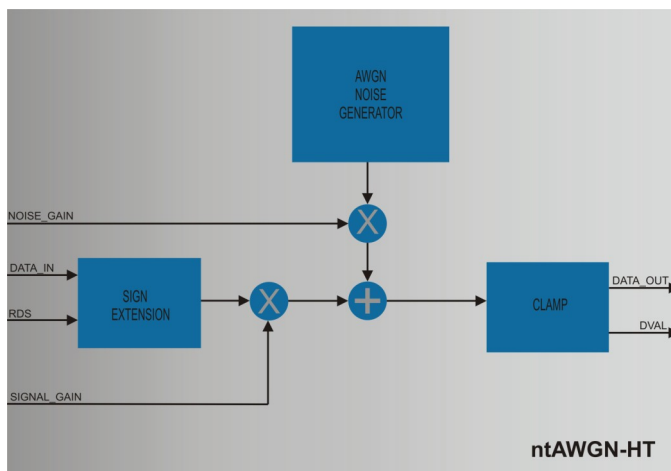 AWGN
NOISE
GENERATOR
NOISE_GAIN
X
DATA_IN
SIGN
EXTENSION
RDS
X
+
CLAMP
DATA_OUT
DVAL
SIGNAL_GAIN
ntAWGN-HT